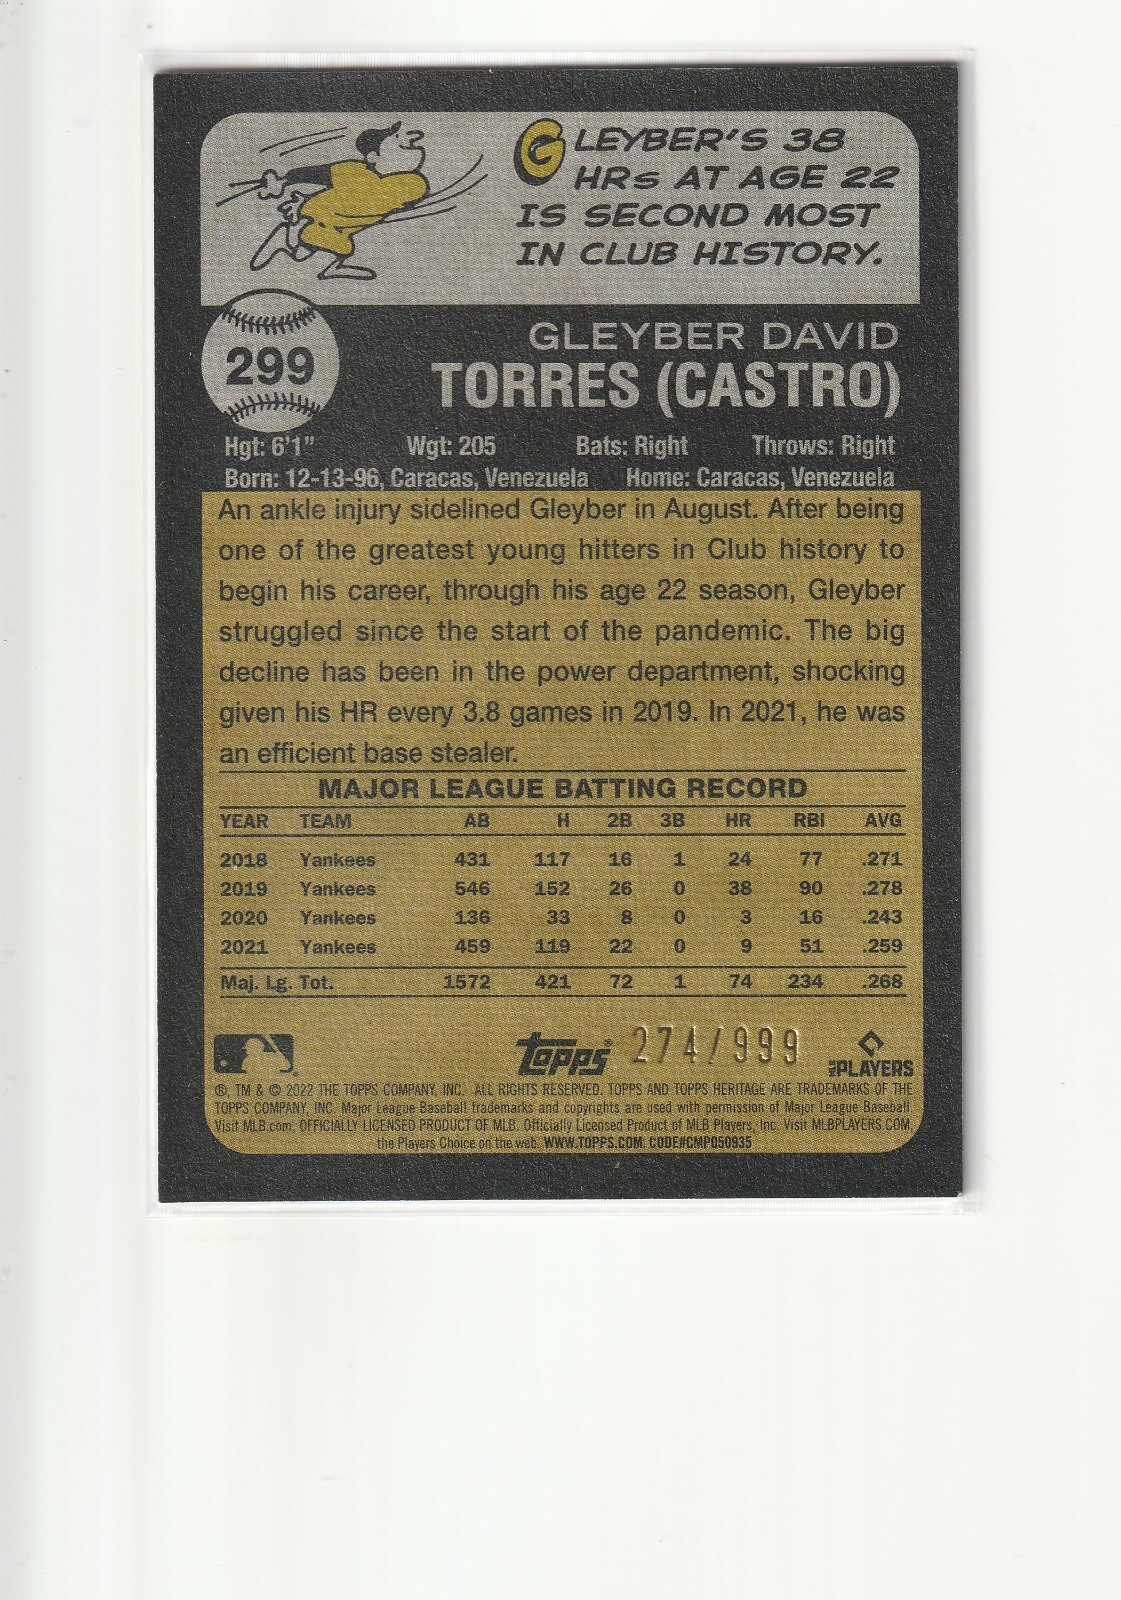 GLEYBER'S 38
HRs AT AGE 22
IS SECOND MOST
IN CLUB HISTORY.
299
GLEYBER DAVID
TORRES (CASTRO)
Hgt: 6'1" Wgt: 205 Bats: Right Throws: Right
Born: 12-13-96, Caracas, Venezuela Home: Caracas, Venezuela
An ankle injury sidelined Gleyber in August. After being
one of the greatest young hitters in Club history to
begin his career, through his age 22 season, Gleyber
struggled since the start of the pandemic. The big
decline has been in the power department, shocking
given his HR every 3.8 games in 2019. In 2021, he was
an efficient base stealer.
MAJOR LEAGUE BATTING RECORD
YEAR TEAM AB H 2B 3B HR RBI AVG
2018 Yankees 431 117 16 1 24 77 .271
2019 Yankees 546 152 26 0 38 90 .278
2020 Yankees 136 33 8 0 3 16 .243
2021 Yankees 459 119 22 0 9 51 .259
Maj. Lg. Tot. 1572 421 72 1 74 234 .268
Topps® 274/999 MLB PLAYERS
®, TM & © 2022 THE TOPPS COMPANY, INC. ALL RIGHTS RESERVED. TOPPS AND TOPPS HERITAGE ARE TRADEMARKS OF THE
TOPPS COMPANY, INC. Major League Baseball trademarks and copyrights are used with permission of Major League Baseball
Visit MLB.com. OFFICIALLY LICENSED PRODUCT OF MLB. Officially Licensed Product of MLB Players, Inc. Visit MLBPLAYERS.COM,
the Players Choice on the web. WWW.TOPPS.COM. CODE#CMP050935